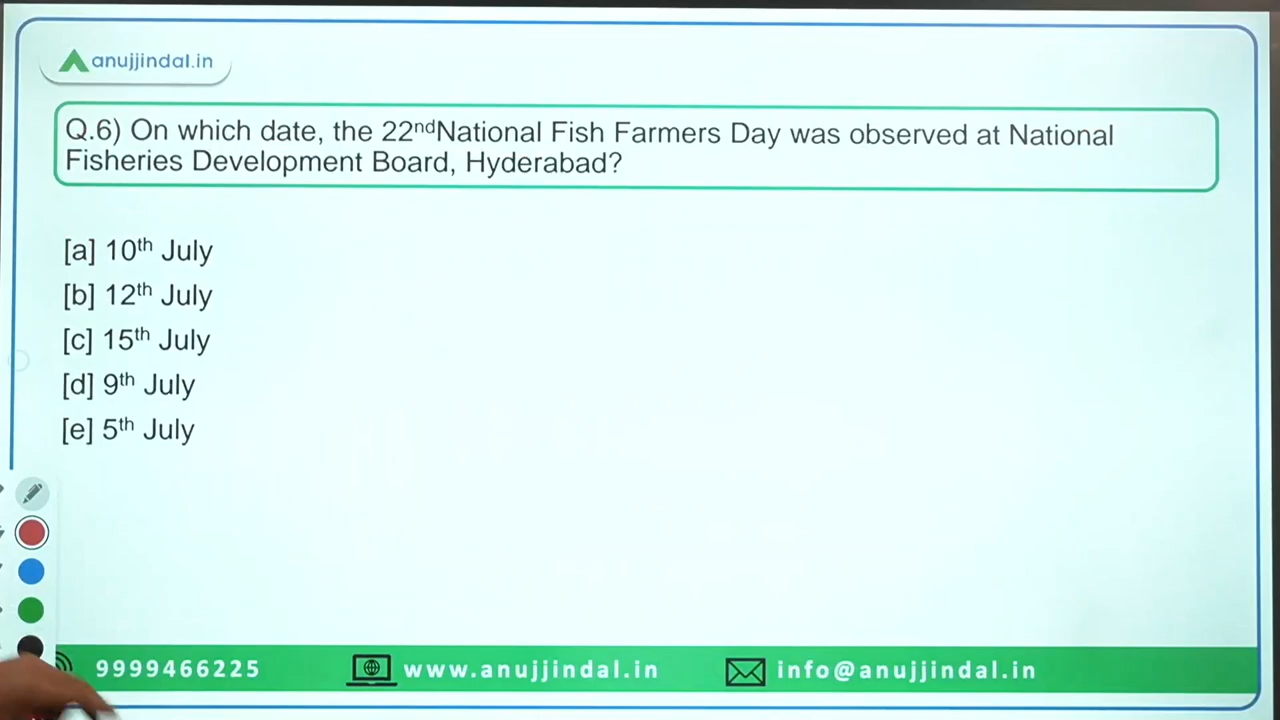 anujjindal.in
Q.6) On which date, the 22ndNational Fish Farmers Day was observed at National
Fisheries Development Board, Hyderabad?
[a] 10th July
[b] 12th July
[c] 15th July
[d] 9th July
[e] 5th July
9999466225 www.anujjindal.in info@anujjindal.in